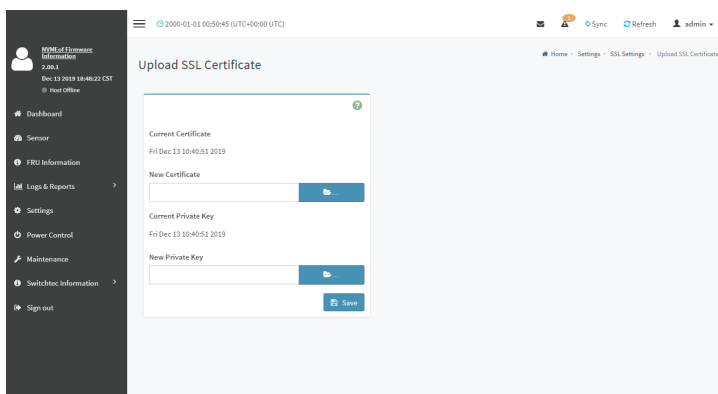 2000-01-01 00:50:45 (UTC+00:00 UTC)
Sync
Refresh
admin
NVMEof Firmware
Information
2.00.1
Dec 13 2019 18:48:22 CST
Host Offline
Home > Settings > SSL Settings > Upload SSL Certificate
Upload SSL Certificate
Dashboard
Sensor
FRU Information
Logs & Reports
Settings
Power Control
Maintenance
Switchtec Information
Sign out
Current Certificate
Fri Dec 13 10:40:51 2019
New Certificate
...
Current Private Key
Fri Dec 13 10:40:51 2019
New Private Key
...
Save